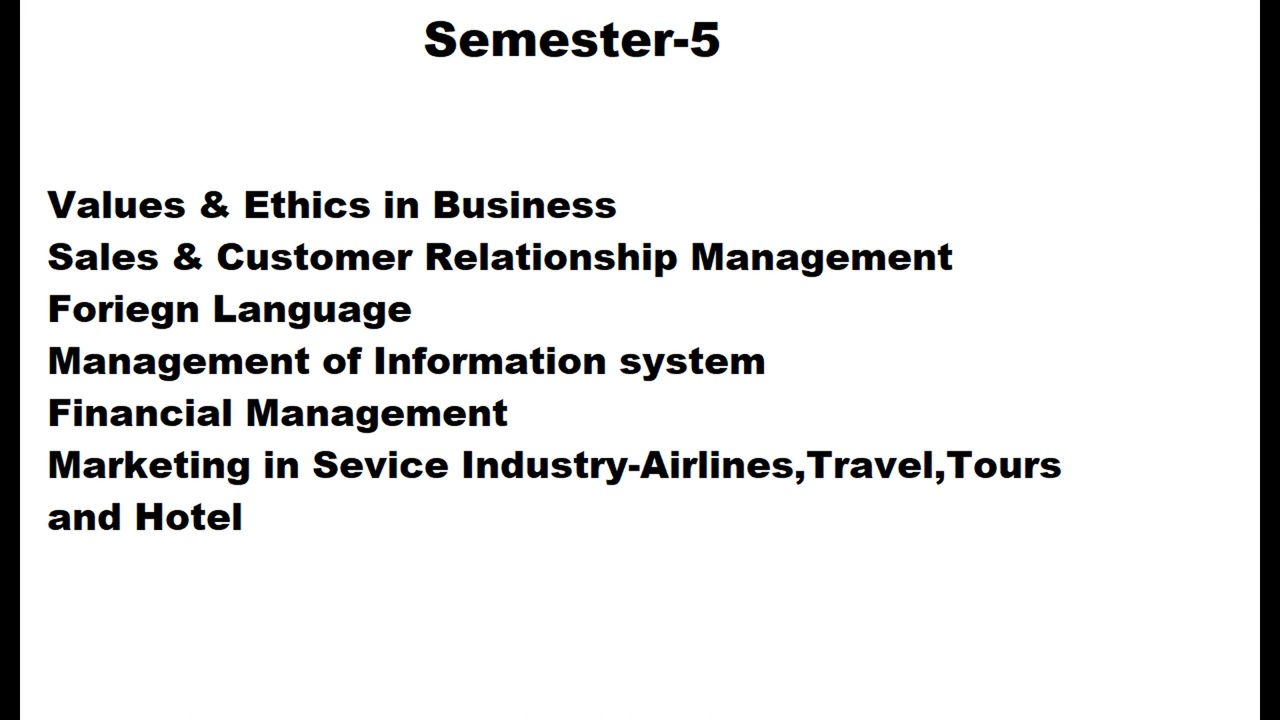 Semester-5
Values & Ethics in Business
Sales & Customer Relationship Management
Foriegn Language
Management of Information system
Financial Management
Marketing in Sevice Industry-Airlines,Travel,Tours
and Hotel